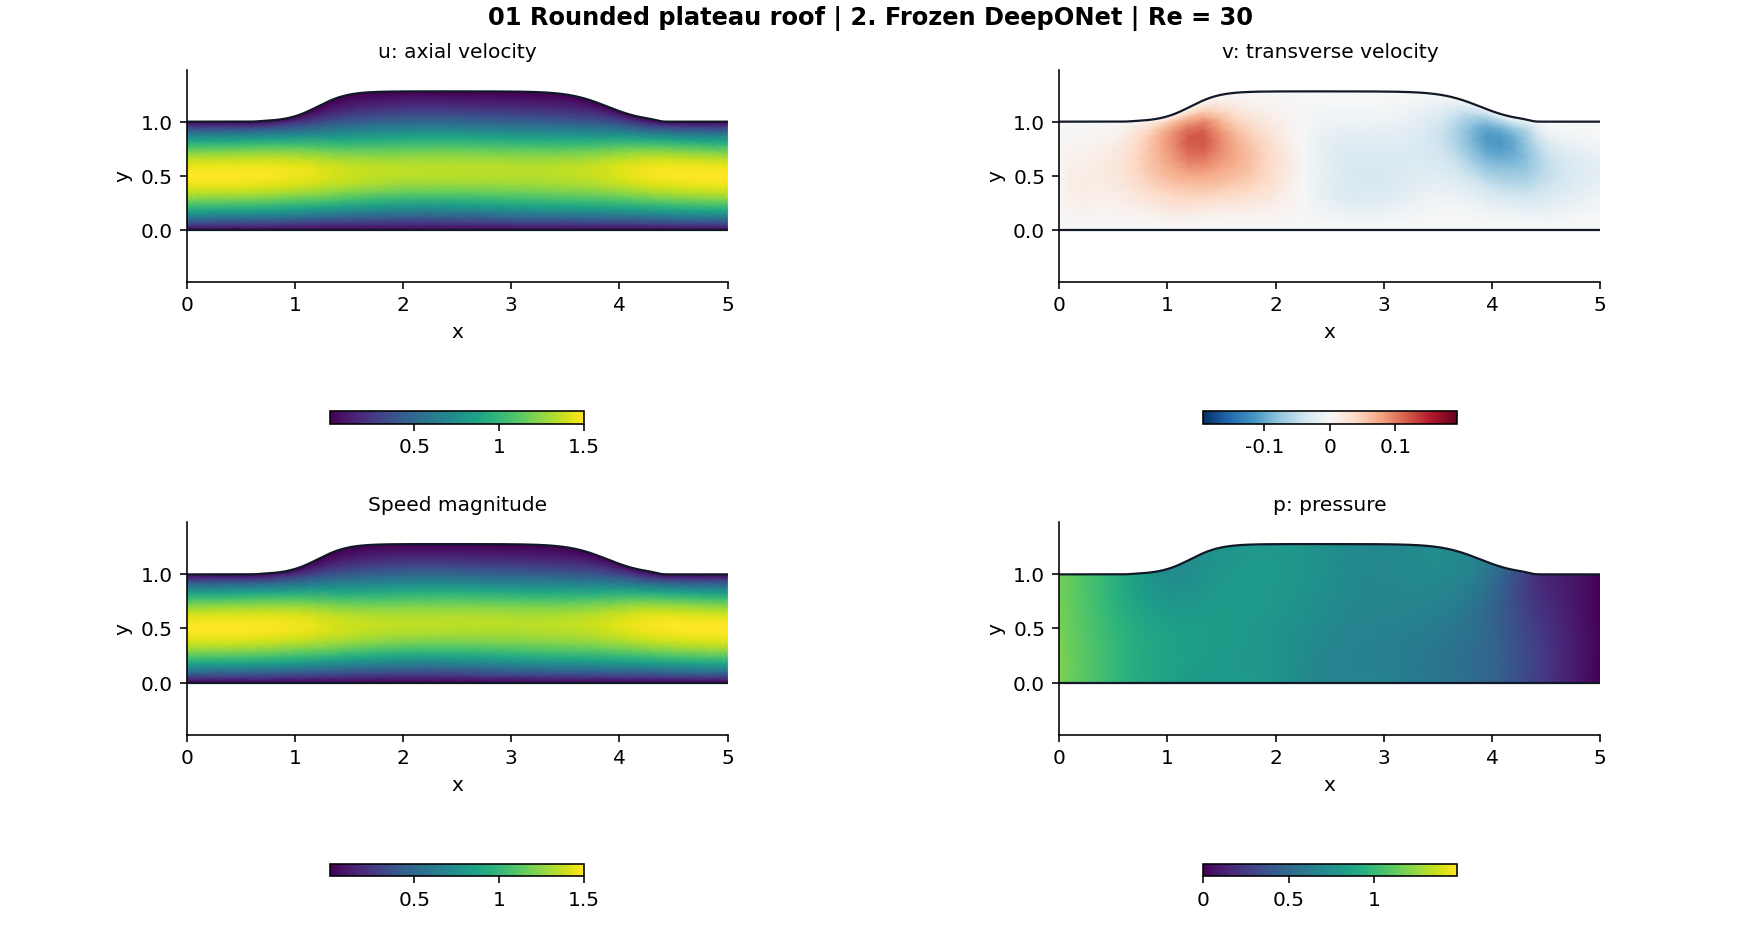 01 Rounded plateau roof | 2. Frozen DeepONet | Re = 30
u: axial velocity
y
1.0
0.5
0.0
0 1 2 3 4 5
x
0.5 1 1.5
v: transverse velocity
y
1.0
0.5
0.0
0 1 2 3 4 5
x
-0.1 0 0.1
Speed magnitude
y
1.0
0.5
0.0
0 1 2 3 4 5
x
0.5 1 1.5
p: pressure
y
1.0
0.5
0.0
0 1 2 3 4 5
x
0 0.5 1